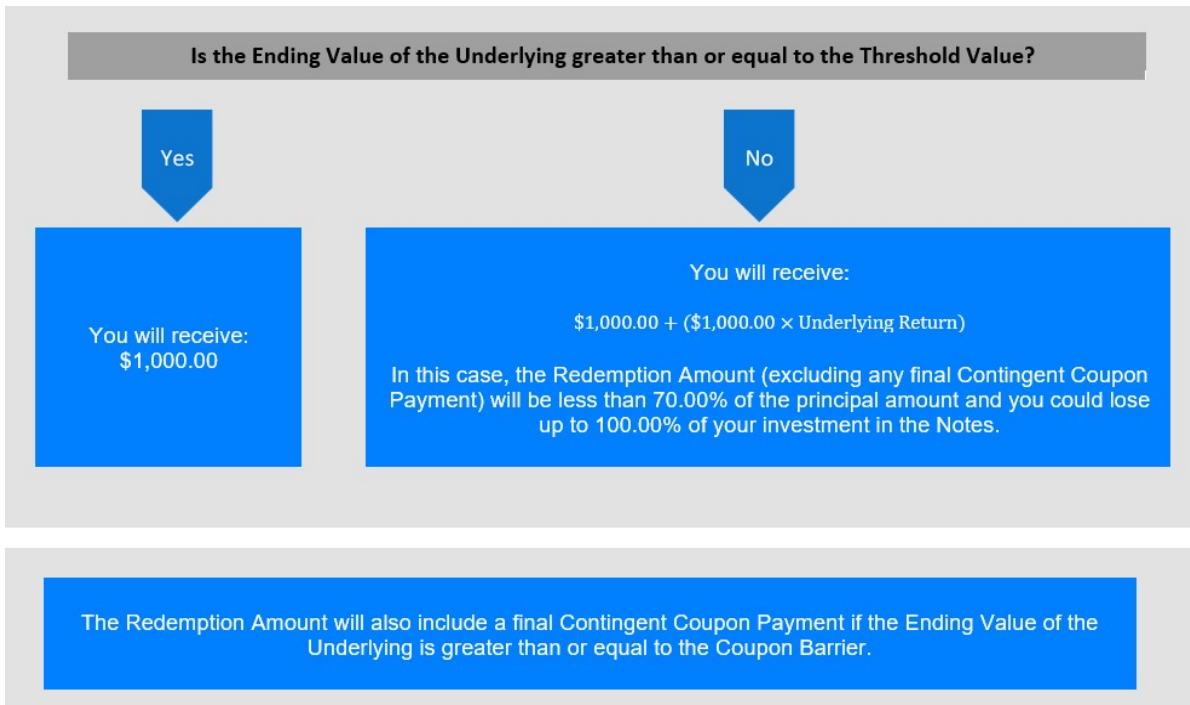 Is the Ending Value of the Underlying greater than or equal to the Threshold Value?
Yes
No
You will receive:
$1,000.00
You will receive:
$1,000.00 + ($1,000.00 × Underlying Return)
In this case, the Redemption Amount (excluding any final Contingent Coupon
Payment) will be less than 70.00% of the principal amount and you could lose
up to 100.00% of your investment in the Notes.
The Redemption Amount will also include a final Contingent Coupon Payment if the Ending Value of the
Underlying is greater than or equal to the Coupon Barrier.